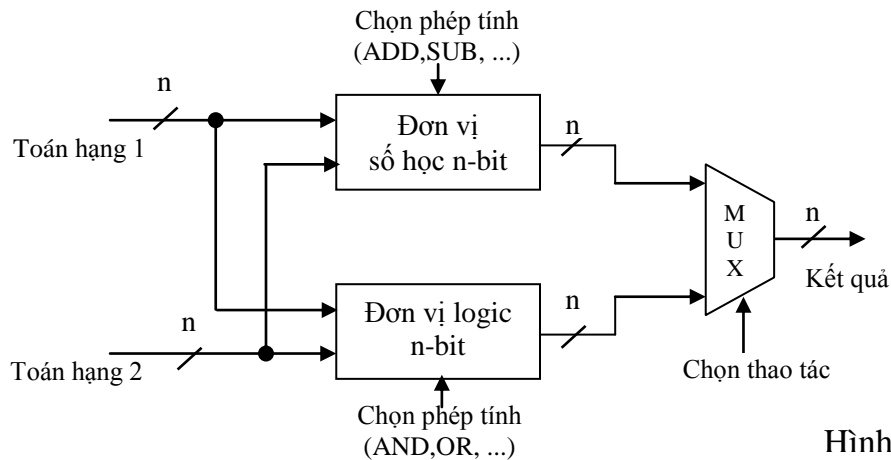 Chọn phép tính
(ADD,SUB, ...)
n
Toán hạng 1
Đơn vị
số học n-bit
n
M
U
X
n
Kết quả
n
Toán hạng 2
Đơn vị logic
n-bit
n
Chọn thao tác
Chọn phép tính
(AND,OR, ...)
Hình